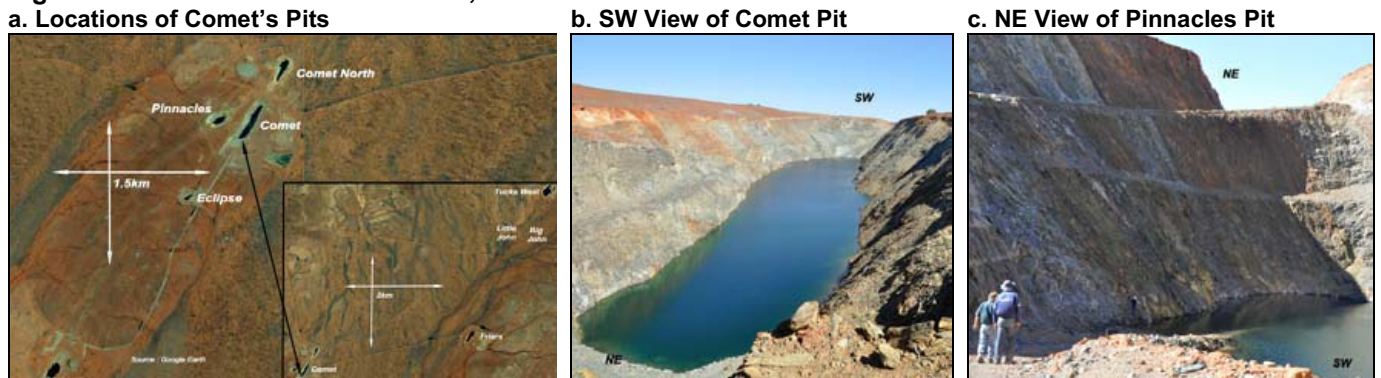 a. Locations of Comet's Pits
b. SW View of Comet Pit
c. NE View of Pinnacles Pit
Comet North
Pinnacles
Comet
1.5km
Eclipse
Tucka West
Little John
Big John
2km
Friars
Source : Google Earth
Comet
SW
NE
NE
SW